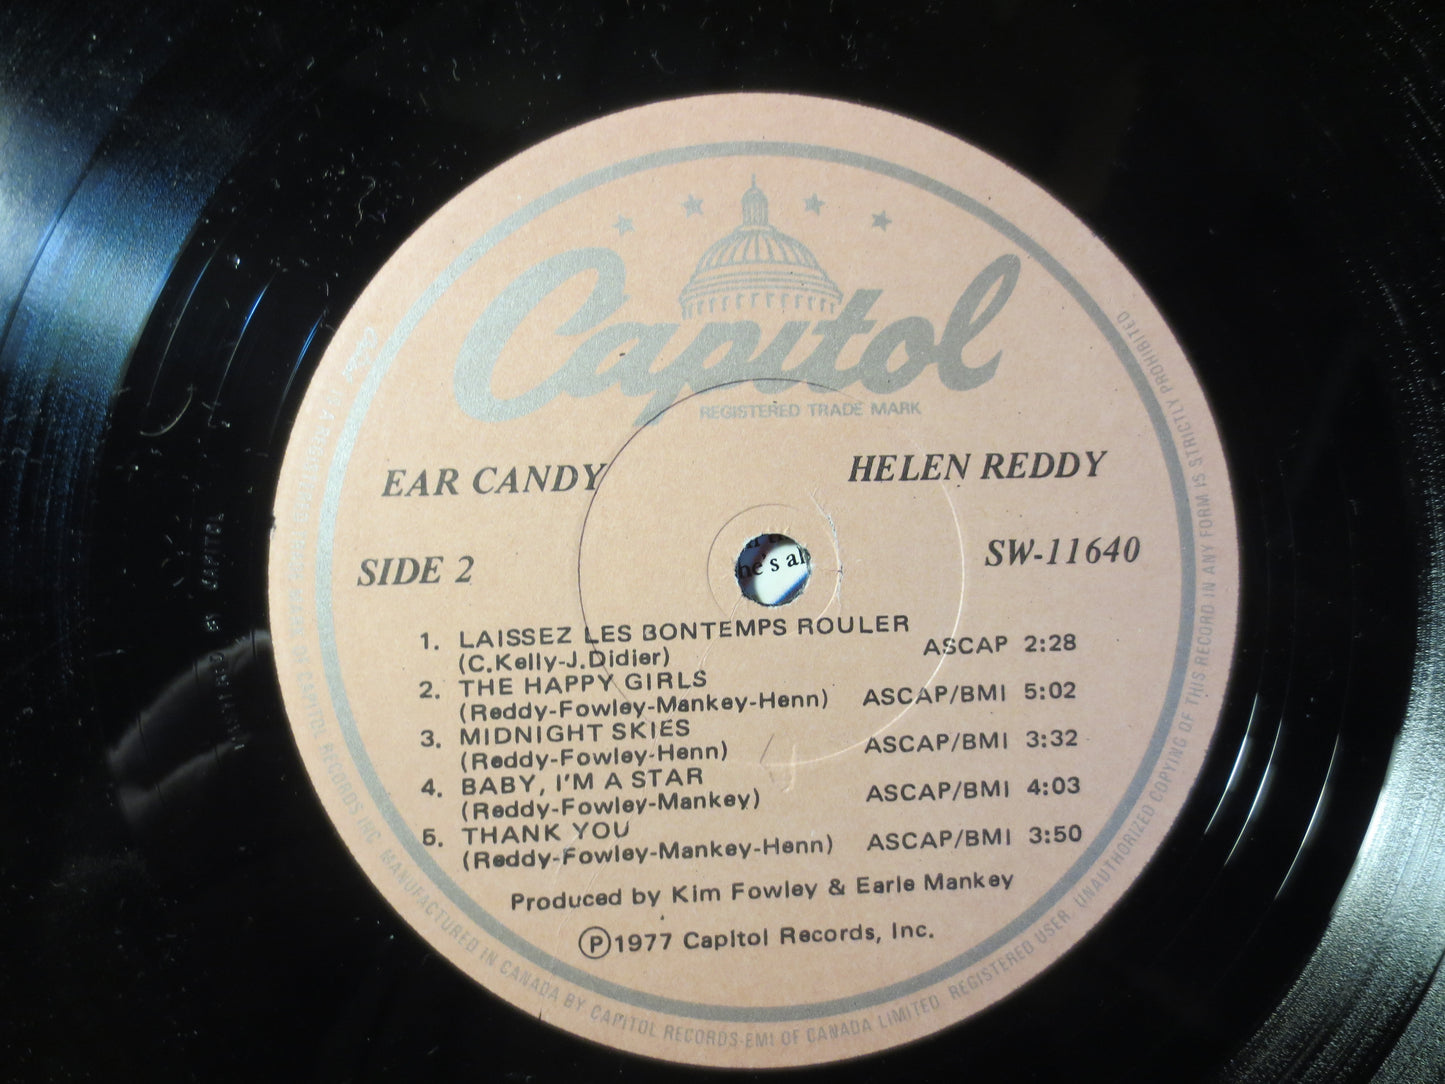 Capitol
REGISTERED TRADE MARK
EAR CANDY
HELEN REDDY
SIDE 2
SW-11640
he's al
1. LAISSEZ LES BONTEMPS ROULER ASCAP 2:28
(C.Kelly-J.Didier)
2. THE HAPPY GIRLS
(Reddy-Fowley-Mankey-Henn) ASCAP/BMI 5:02
3. MIDNIGHT SKIES
(Reddy-Fowley-Henn) ASCAP/BMI 3:32
4. BABY, I'M A STAR
(Reddy-Fowley-Mankey) ASCAP/BMI 4:03
5. THANK YOU
(Reddy-Fowley-Mankey-Henn) ASCAP/BMI 3:50
Produced by Kim Fowley & Earle Mankey
Ⓟ1977 Capitol Records, Inc.
CAPITOL RECORDS INC. MANUFACTURED IN CANADA BY CAPITOL RECORDS-EMI OF CANADA LIMITED. REGISTERED USER. UNAUTHORIZED COPYING OF THIS RECORD IN ANY FORM IS STRICTLY PROHIBITED